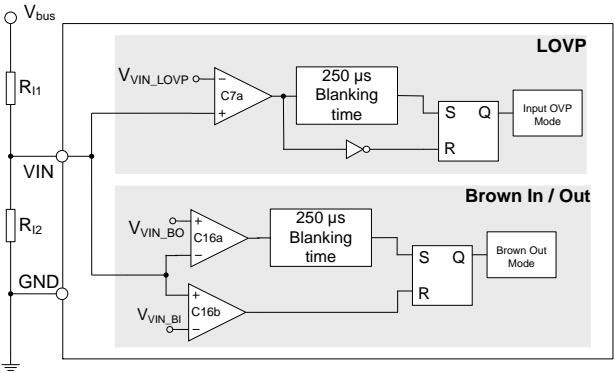 Vbus
LOVP
RI1
VVIN_LOVP
−
C7a
+
250 µs
Blanking
time
S Q
R
Input OVP
Mode
VIN
Brown In / Out
RI2
VVIN_BO
+
C16a
−
250 µs
Blanking
time
S Q
R
Brown Out
Mode
GND
+
C16b
−
VVIN_BI